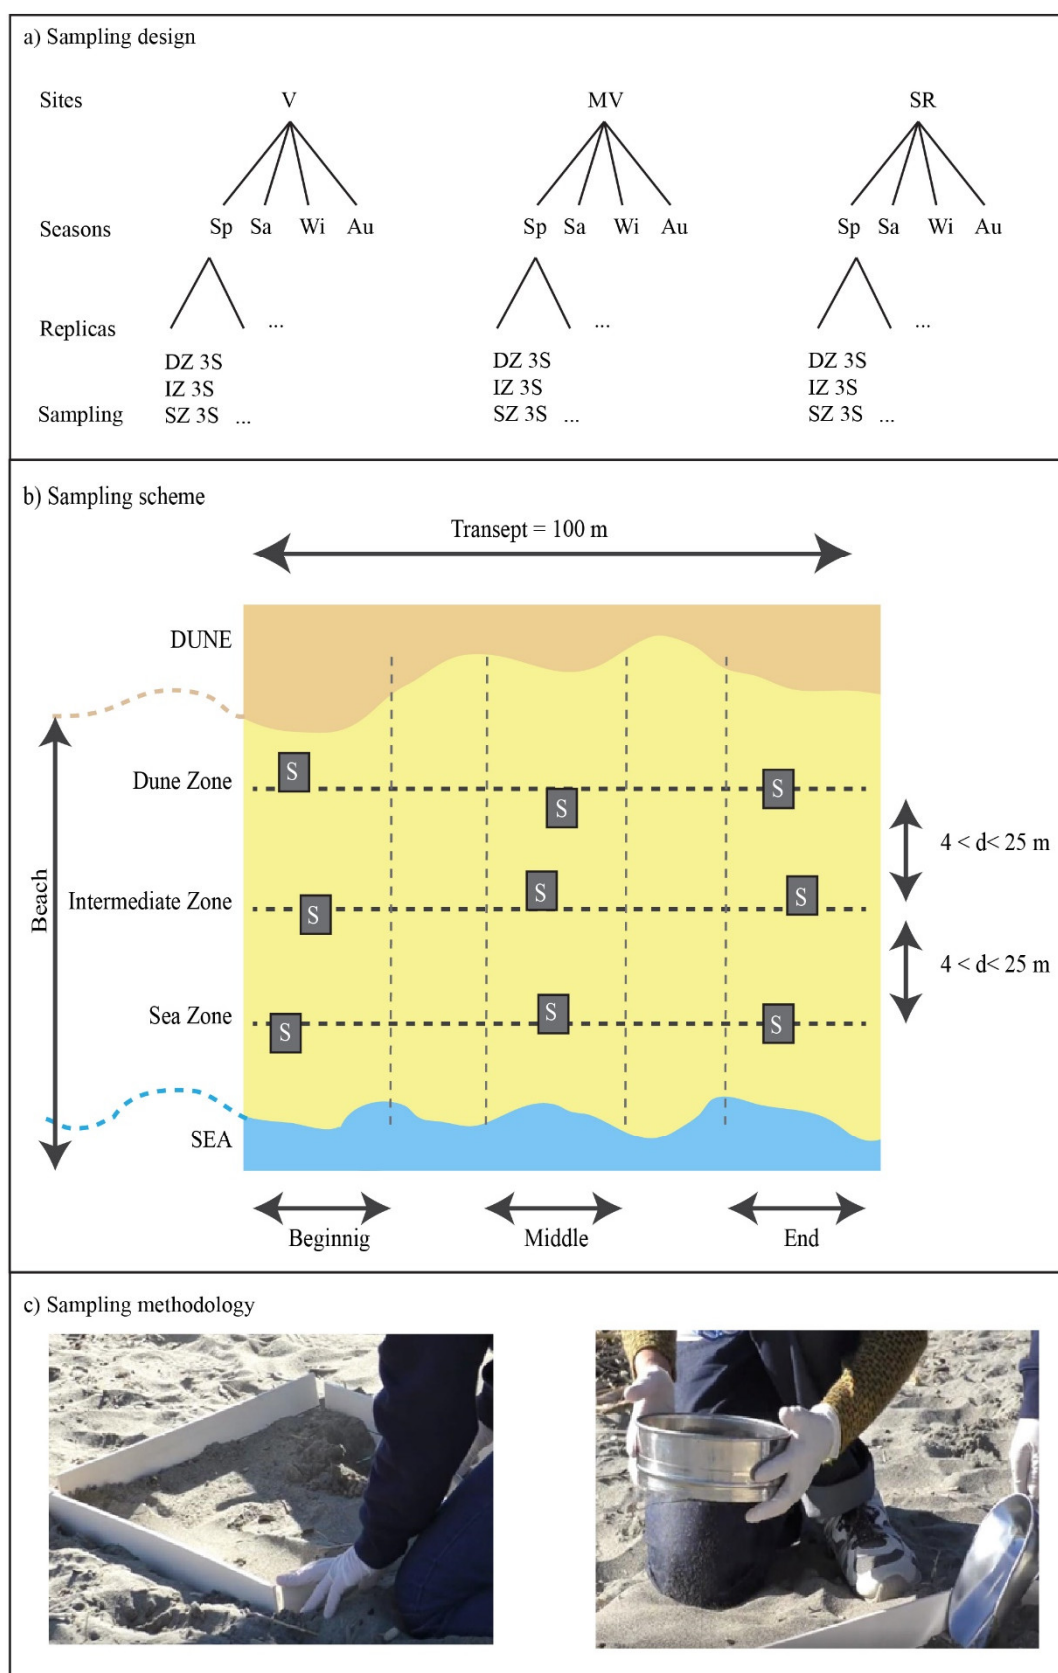 a) Sampling design
Sites V MV SR
Seasons Sp Sa Wi Au Sp Sa Wi Au Sp Sa Wi Au
Replicas ... ... ...
DZ 3S DZ 3S DZ 3S
IZ 3S IZ 3S IZ 3S
Sampling SZ 3S ... SZ 3S ... SZ 3S ...
b) Sampling scheme
Transept = 100 m
DUNE
Dune Zone S S S
4 < d< 25 m
Beach
Intermediate Zone S S S
4 < d< 25 m
Sea Zone S S S
SEA
Beginnig Middle End
c) Sampling methodology